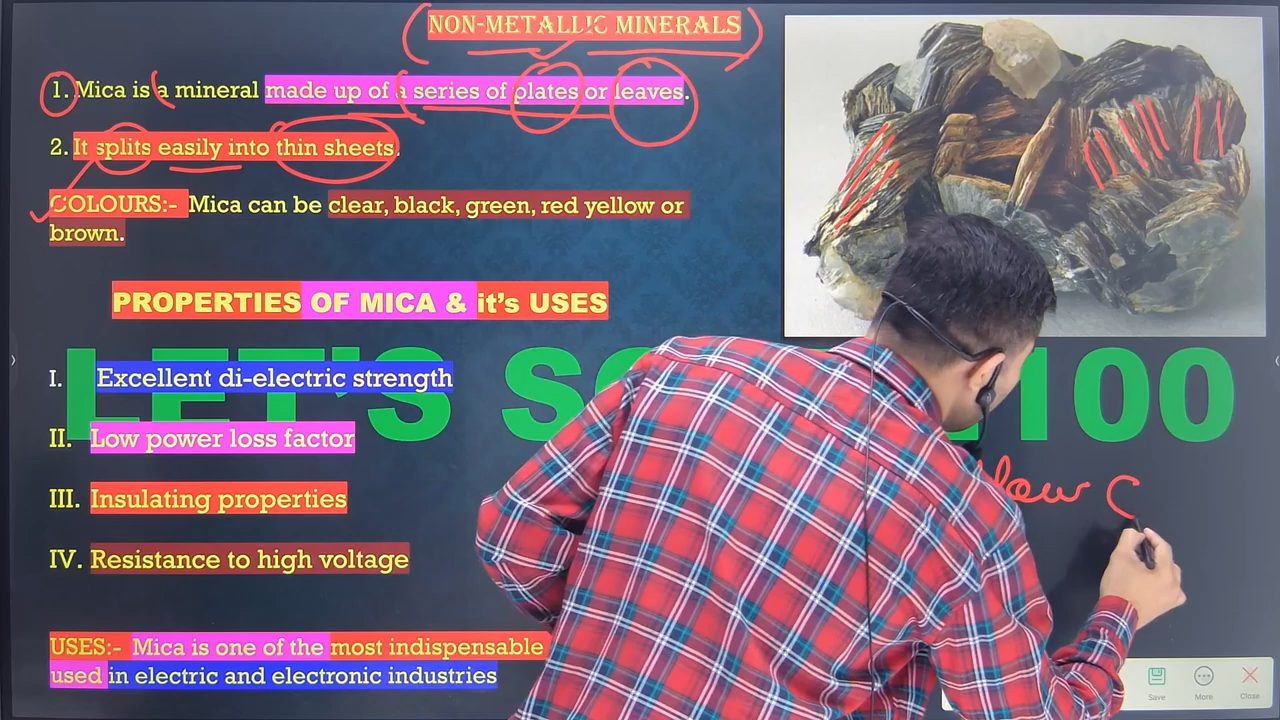 NON-METALLIC MINERALS
1. Mica is a mineral made up of a series of plates or leaves.
2. It splits easily into thin sheets.
COLOURS:- Mica can be clear, black, green, red yellow or
brown.
PROPERTIES OF MICA & it's USES
LET'S
100
I. Excellent di-electric strength
II. Low power loss factor
III. Insulating properties
IV. Resistance to high voltage
USES:- Mica is one of the most indispensable
used in electric and electronic industries
Save
More
Close